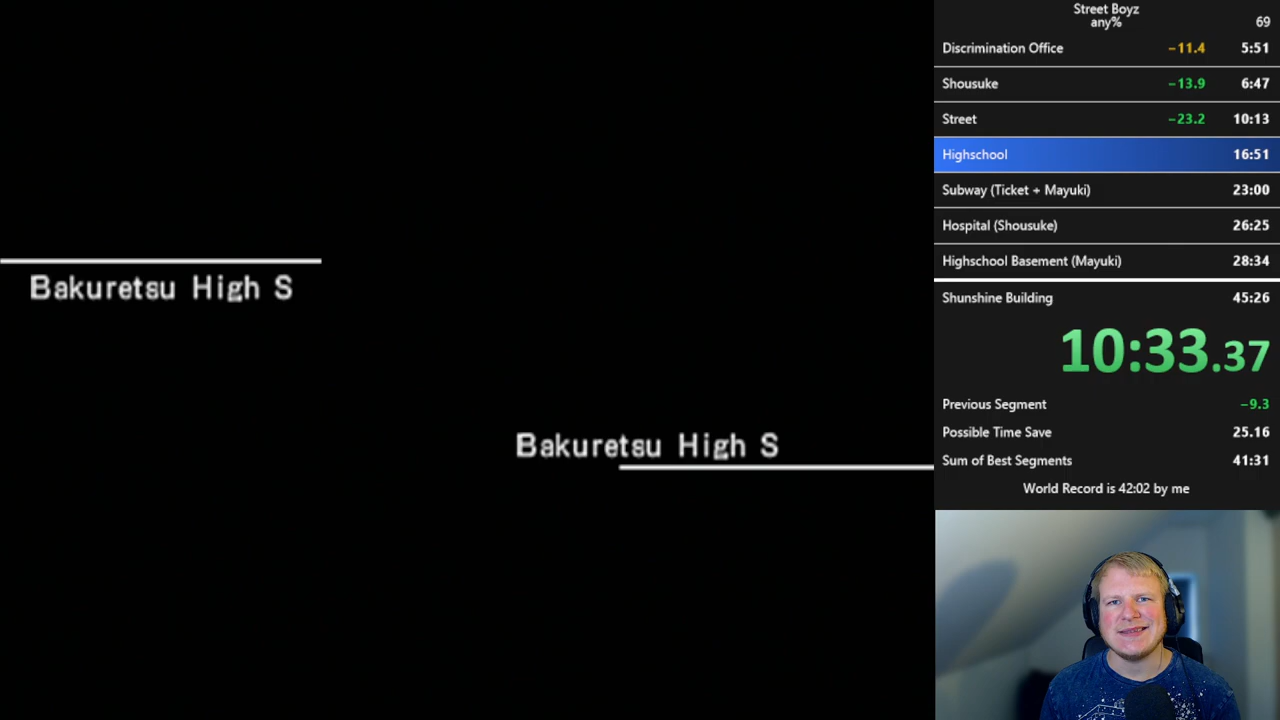 Bakuretsu High S
Bakuretsu High S
Street Boyz
any%
69
Discrimination Office -11.4 5:51
Shousuke -13.9 6:47
Street -23.2 10:13
Highschool 16:51
Subway (Ticket + Mayuki) 23:00
Hospital (Shousuke) 26:25
Highschool Basement (Mayuki) 28:34
Shunshine Building 45:26
10:33.37
Previous Segment -9.3
Possible Time Save 25.16
Sum of Best Segments 41:31
World Record is 42:02 by me